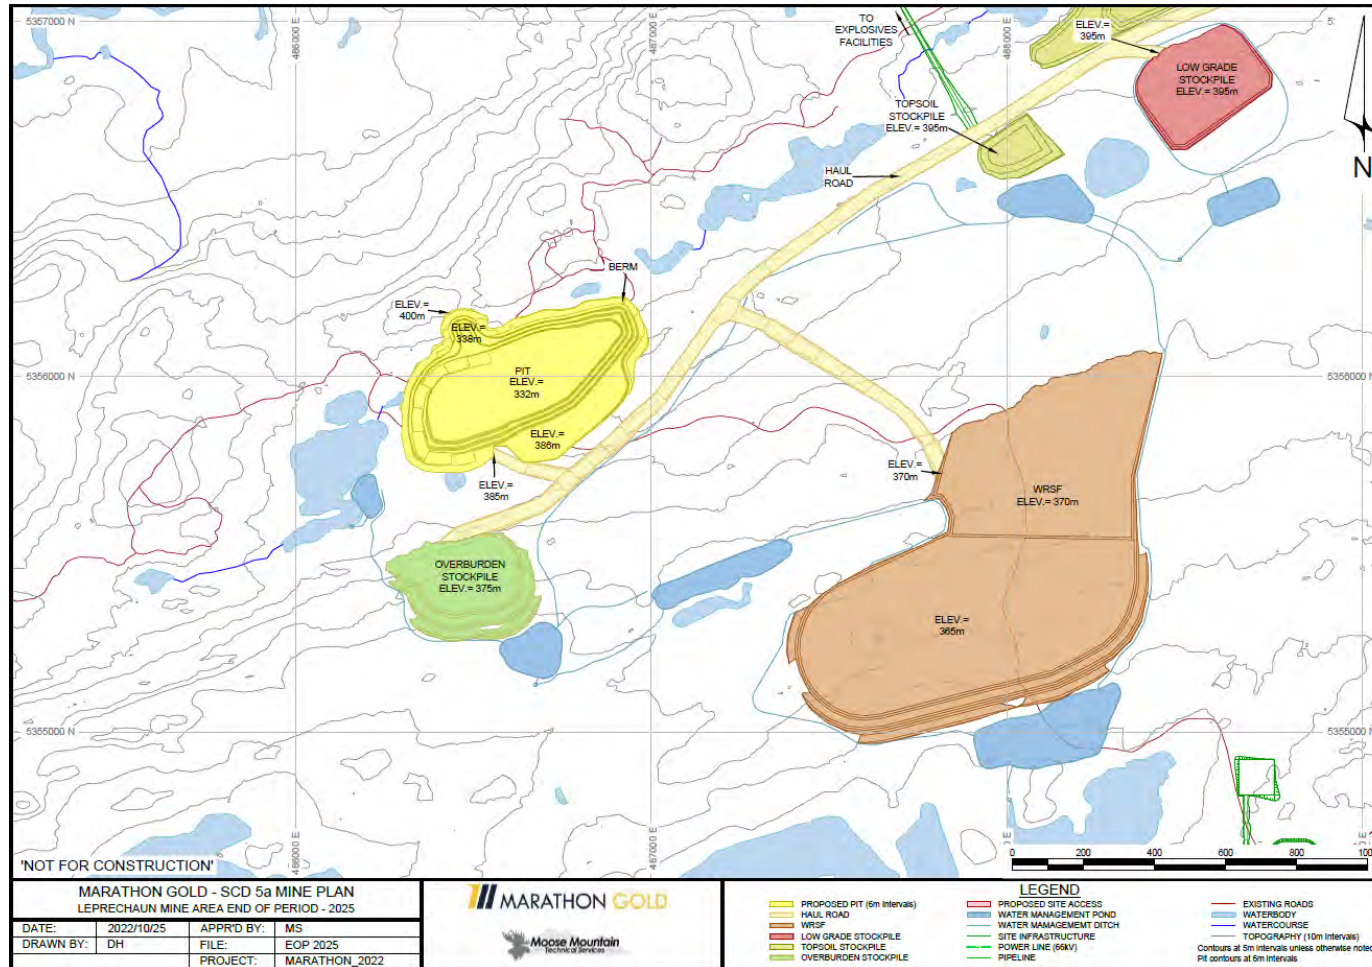 5357000 N
486000 E
487000 E
488000 E
TO
EXPLOSIVES
FACILITIES
ELEV.=
395m
LOW GRADE
STOCKPILE
ELEV.= 395m
TOPSOIL
STOCKPILE
ELEV.= 395m
HAUL
ROAD
N
BERM
ELEV.=
400m
ELEV.=
338m
PIT
ELEV.=
332m
5356000 N
5356000 N
ELEV.=
386m
ELEV.=
385m
ELEV.=
370m
WRSF
ELEV.= 370m
OVERBURDEN
STOCKPILE
ELEV.= 375m
ELEV.=
365m
5355000 N
5355000 N
486000 E
487000 E
0 200 400 600 800 100
'NOT FOR CONSTRUCTION'
MARATHON GOLD - SCD 5a MINE PLAN
LEPRECHAUN MINE AREA END OF PERIOD - 2025
DATE: 2022/10/25 APPR'D BY: MS
DRAWN BY: DH FILE: EOP 2025
PROJECT: MARATHON_2022
MARATHON GOLD
Moose Mountain
Technical Services
LEGEND
PROPOSED PIT (6m Intervals)
HAUL ROAD
WRSF
LOW GRADE STOCKPILE
TOPSOIL STOCKPILE
OVERBURDEN STOCKPILE
PROPOSED SITE ACCESS
WATER MANAGEMENT POND
WATER MANAGEMEMT DITCH
SITE INFRASTRUCTURE
POWER LINE (66kV)
PIPELINE
EXISTING ROADS
WATERBODY
WATERCOURSE
TOPOGRAPHY (10m Intervals)
Contours at 5m Intervals unless otherwise noted
Pit contours at 6m Intervals